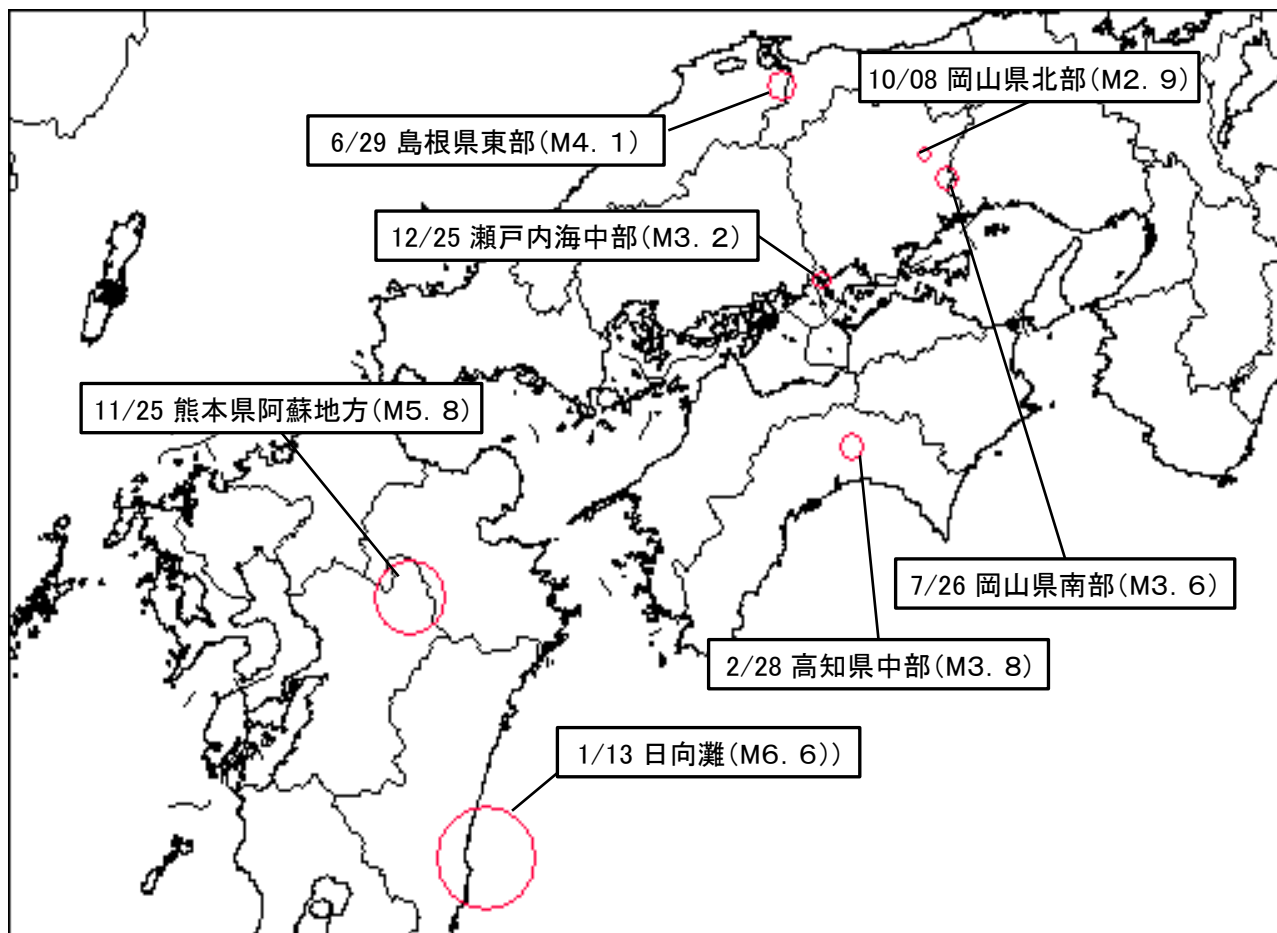 10/08 岡山県北部(M2. 9)
6/29 島根県東部(M4. 1)
12/25 瀬戸内海中部(M3. 2)
11/25 熊本県阿蘇地方(M5. 8)
7/26 岡山県南部(M3. 6)
2/28 高知県中部(M3. 8)
1/13 日向灘(M6. 6))